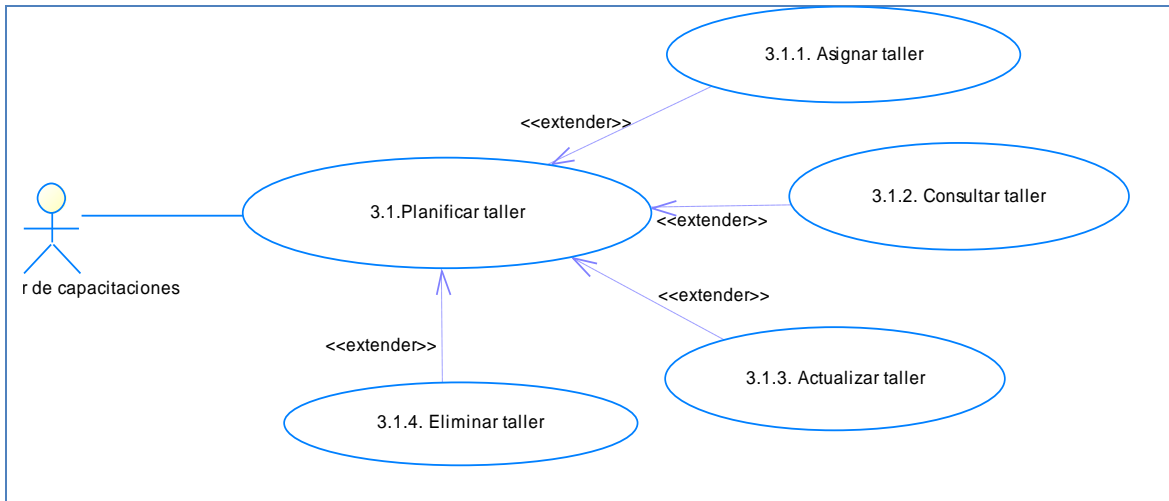 3.1.1. Asignar taller
<<extender>>
3.1.2. Consultar taller
3.1.Planificar taller
<<extender>>
r de capacitaciones
<<extender>>
<<extender>>
3.1.3. Actualizar taller
3.1.4. Eliminar taller